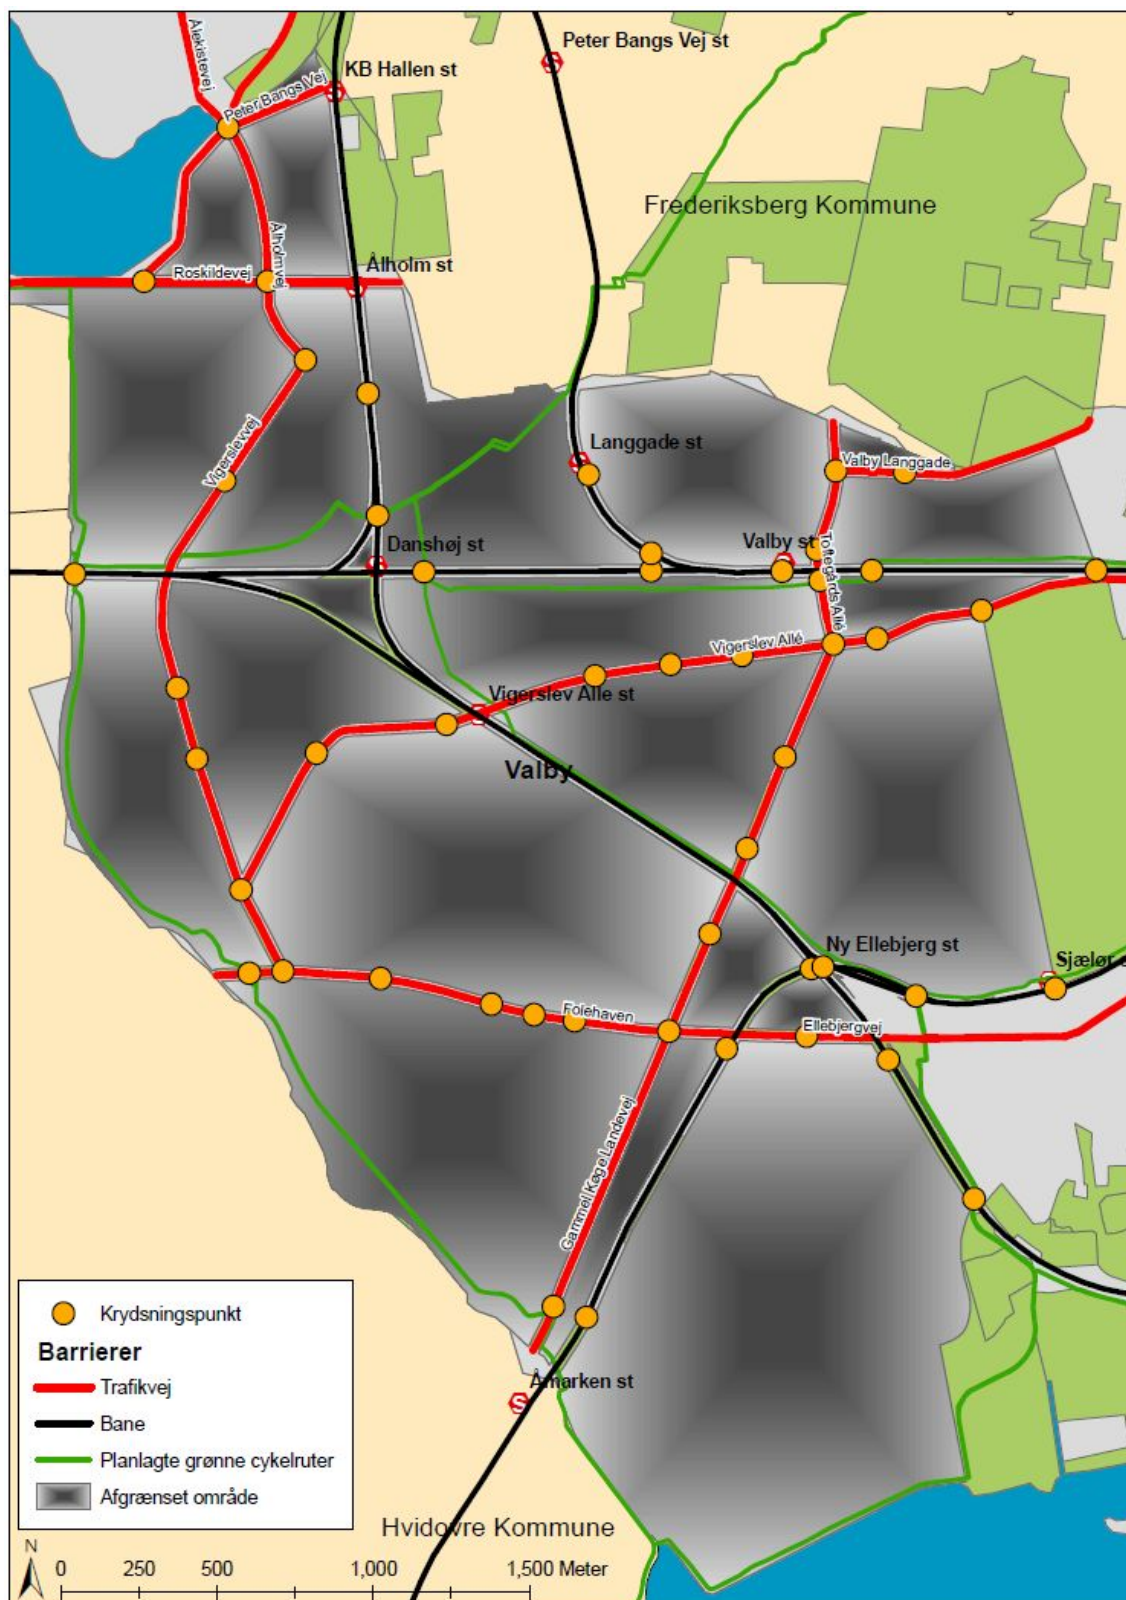 Ålekistevej
Peter Bangs Vej st
KB Hallen st
Peter Bangs Vej
Frederiksberg Kommune
Ålholmvej
Ålholm st
Roskildevej
Vigerslevvej
Langgade st
Valby Langgade
Danshøj st
Valby st
Toftegårds Allé
Vigerslev Allé
Vigerslev Alle st
Valby
Ny Ellebjerg st
Sjælør s
Folehaven
Ellebjergvej
Gammel Køge Landevej
Åmarken st
Hvidovre Kommune
Krydsningspunkt
Barrierer
Trafikvej
Bane
Planlagte grønne cykelruter
Afgrænset område
N
0 500 1,000 1,500 Meter
S
S
S
S
S
S
S